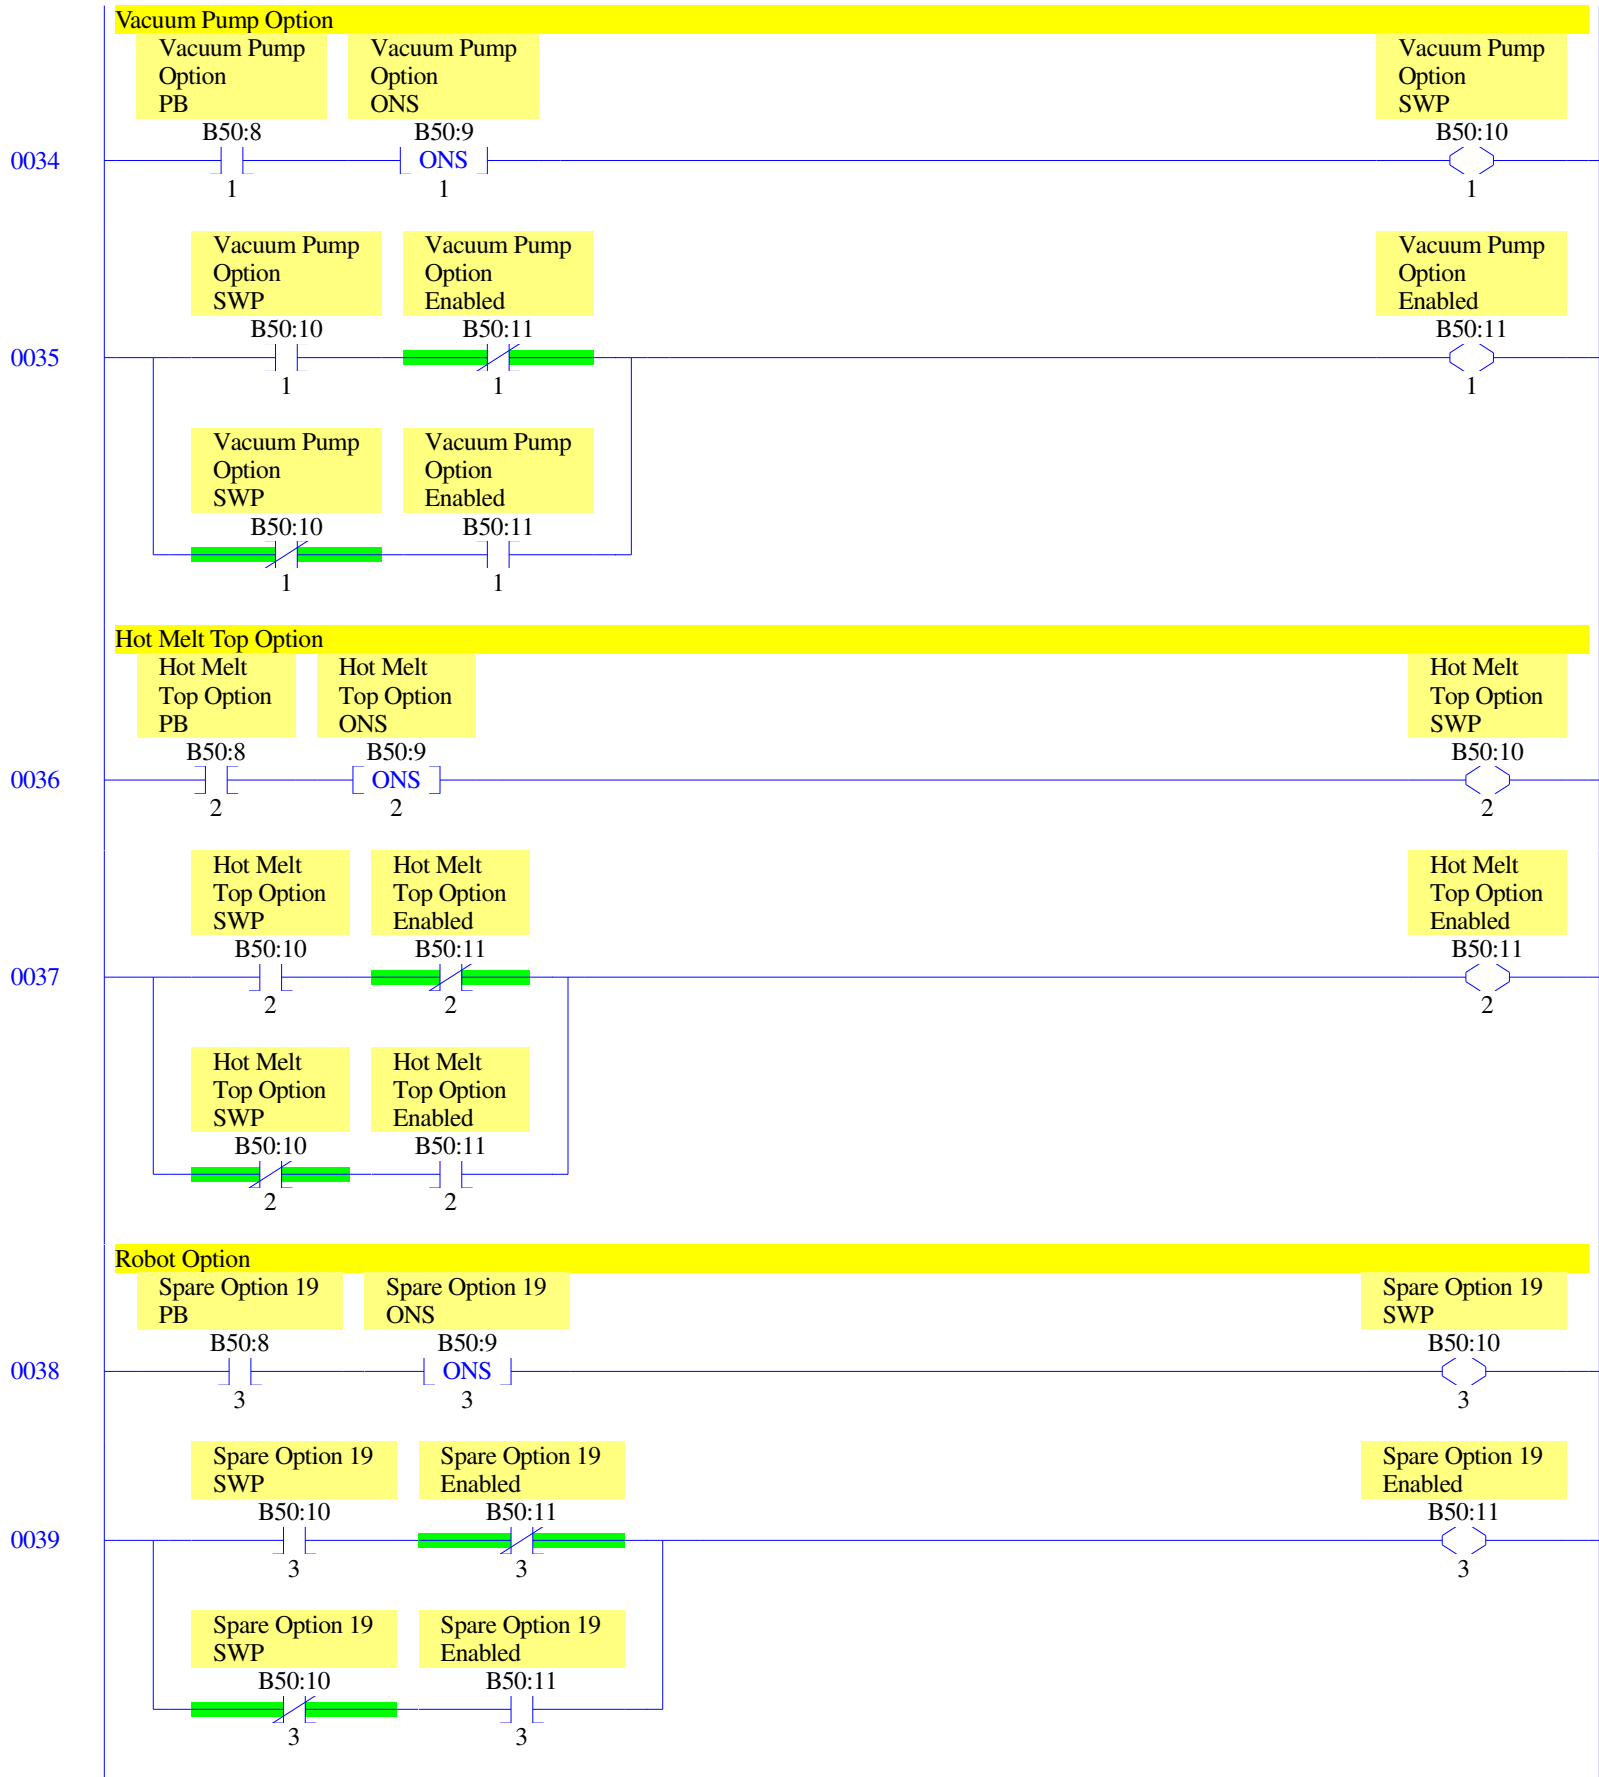 Vacuum Pump Option
Vacuum Pump Vacuum Pump Vacuum Pump
Option Option Option
PB ONS SWP
B50:8 B50:9 B50:10
0034 ONS
1 1 1
Vacuum Pump Vacuum Pump Vacuum Pump
Option Option Option
SWP Enabled Enabled
B50:10 B50:11 B50:11
0035
1 1 1
Vacuum Pump Vacuum Pump
Option Option
SWP Enabled
B50:10 B50:11
1 1
Hot Melt Top Option
Hot Melt Hot Melt Hot Melt
Top Option Top Option Top Option
PB ONS SWP
B50:8 B50:9 B50:10
0036 ONS
2 2 2
Hot Melt Hot Melt Hot Melt
Top Option Top Option Top Option
SWP Enabled Enabled
B50:10 B50:11 B50:11
0037
2 2 2
Hot Melt Hot Melt
Top Option Top Option
SWP Enabled
B50:10 B50:11
2 2
Robot Option
Spare Option 19 Spare Option 19 Spare Option 19
PB ONS SWP
B50:8 B50:9 B50:10
0038 ONS
3 3 3
Spare Option 19 Spare Option 19 Spare Option 19
SWP Enabled Enabled
B50:10 B50:11 B50:11
0039
3 3 3
Spare Option 19 Spare Option 19
SWP Enabled
B50:10 B50:11
3 3